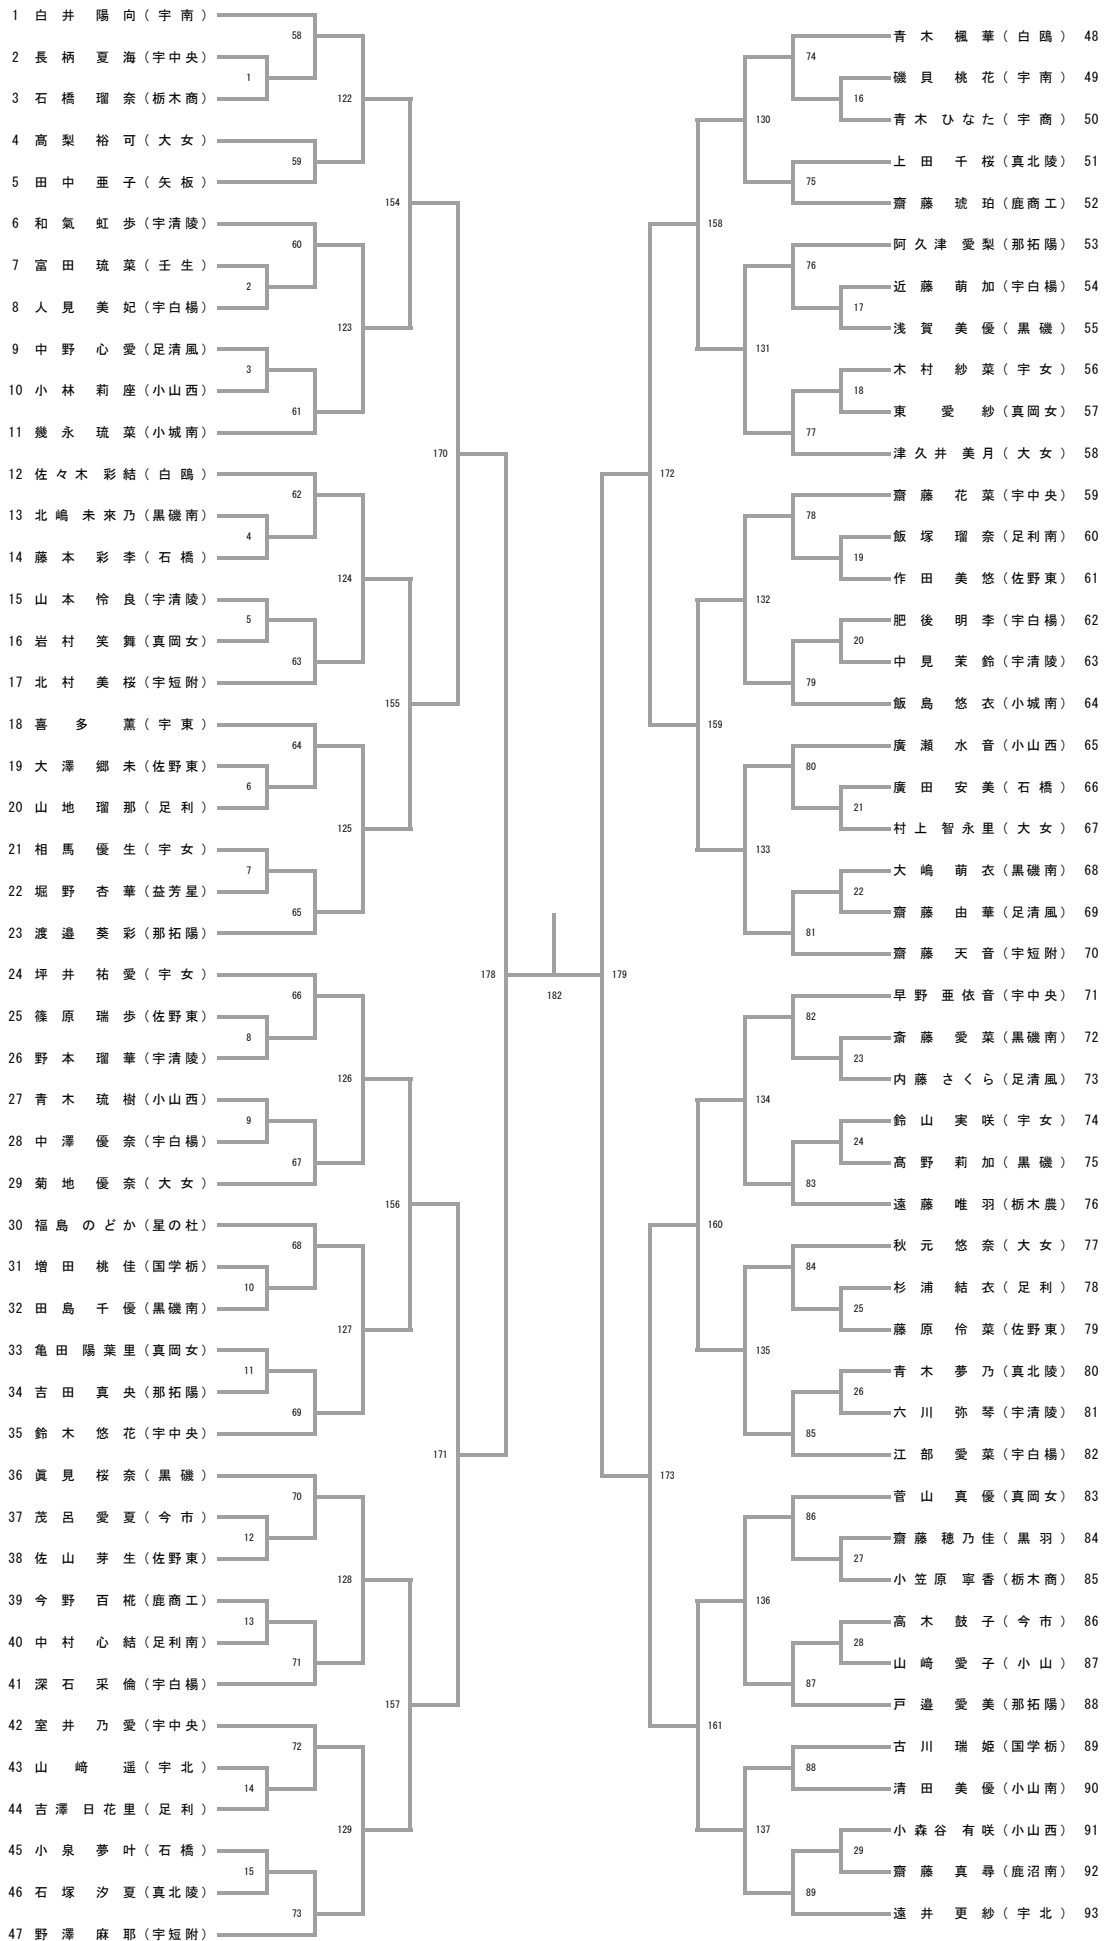 1 白井 陽向(宇南)
2 長柄 夏海(宇中央)
3 石橋 瑠奈(栃木商)
4 髙梨 裕可(大女)
5 田中 亜子(矢板)
6 和氣 虹歩(宇清陵)
7 富田 琉菜(壬生)
8 人見 美妃(宇白楊)
9 中野 心愛(足清風)
10 小林 莉座(小山西)
11 幾永 琉菜(小城南)
12 佐々木 彩結(白鴎)
13 北嶋 未來乃(黒磯南)
14 藤本 彩李(石橋)
15 山本 怜良(宇清陵)
16 岩村 笑舞(真岡女)
17 北村 美桜(宇短附)
18 喜多 薫(宇東)
19 大澤 郷未(佐野東)
20 山地 瑠那(足利)
21 相馬 優生(宇女)
22 堀野 杏華(益芳星)
23 渡邉 葵彩(那拓陽)
24 坪井 祐愛(宇女)
25 篠原 瑞歩(佐野東)
26 野本 瑠華(宇清陵)
27 青木 琉樹(小山西)
28 中澤 優奈(宇白楊)
29 菊地 優奈(大女)
30 福島 のどか(星の杜)
31 増田 桃佳(国学栃)
32 田島 千優(黒磯南)
33 亀田 陽葉里(真岡女)
34 吉田 真央(那拓陽)
35 鈴木 悠花(宇中央)
36 眞見 桜奈(黒磯)
37 茂呂 愛夏(今市)
38 佐山 芽生(佐野東)
39 今野 百椛(鹿商工)
40 中村 心結(足利南)
41 深石 采倫(宇白楊)
42 室井 乃愛(宇中央)
43 山﨑 遥(宇北)
44 吉澤 日花里(足利)
45 小泉 夢叶(石橋)
46 石塚 汐夏(真北陵)
47 野澤 麻耶(宇短附)
1
2
3
4
5
6
7
8
9
10
11
12
13
14
15
58
59
60
61
62
63
64
65
66
67
68
69
70
71
72
73
122
123
124
125
126
127
128
129
154
155
156
157
170
171
178
182
179
172
173
158
159
160
161
130
131
132
133
134
135
136
137
74
75
76
77
78
79
80
81
82
83
84
85
86
87
88
89
16
17
18
19
20
21
22
23
24
25
26
27
28
29
青木 楓華(白鴎) 48
磯貝 桃花(宇南) 49
青木 ひなた(宇商) 50
上田 千桜(真北陵) 51
齋藤 琥珀(鹿商工) 52
阿久津 愛梨(那拓陽) 53
近藤 萌加(宇白楊) 54
浅賀 美優(黒磯) 55
木村 紗菜(宇女) 56
東 愛紗(真岡女) 57
津久井 美月(大女) 58
齋藤 花菜(宇中央) 59
飯塚 瑠奈(足利南) 60
作田 美悠(佐野東) 61
肥後 明李(宇白楊) 62
中見 茉鈴(宇清陵) 63
飯島 悠衣(小城南) 64
廣瀬 水音(小山西) 65
廣田 安美(石橋) 66
村上 智永里(大女) 67
大嶋 萌衣(黒磯南) 68
齋藤 由華(足清風) 69
齋藤 天音(宇短附) 70
早野 亜依音(宇中央) 71
斎藤 愛菜(黒磯南) 72
内藤 さくら(足清風) 73
鈴山 実咲(宇女) 74
髙野 莉加(黒磯) 75
遠藤 唯羽(栃木農) 76
秋元 悠奈(大女) 77
杉浦 結衣(足利) 78
藤原 伶菜(佐野東) 79
青木 夢乃(真北陵) 80
六川 弥琴(宇清陵) 81
江部 愛菜(宇白楊) 82
菅山 真優(真岡女) 83
齋藤 穂乃佳(黒羽) 84
小笠原 寧香(栃木商) 85
高木 鼓子(今市) 86
山﨑 愛子(小山) 87
戸邉 愛美(那拓陽) 88
古川 瑞姫(国学栃) 89
清田 美優(小山南) 90
小森谷 有咲(小山西) 91
齋藤 真尋(鹿沼南) 92
遠井 更紗(宇北) 93